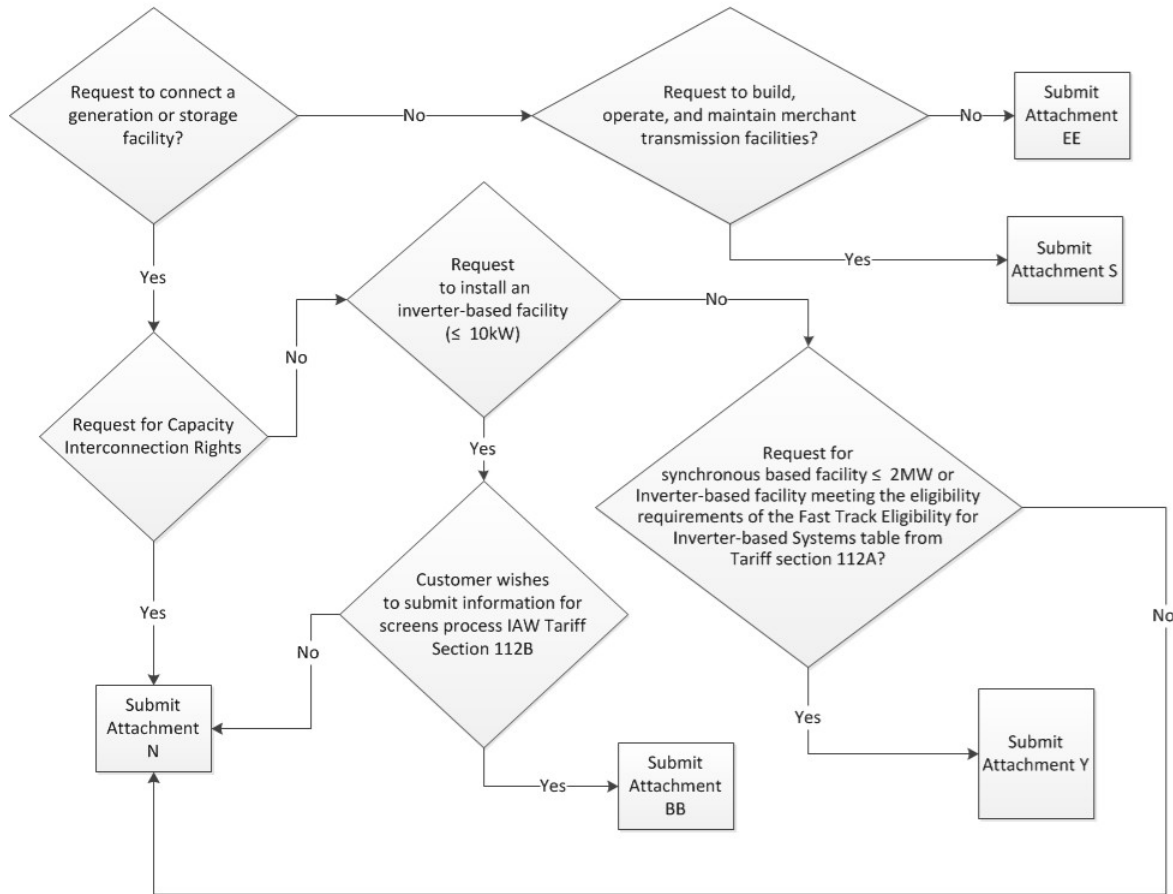 Request to connect a
generation or storage
facility?
No
Request to build,
operate, and maintain merchant
transmission facilities?
No
Submit
Attachment
EE
Yes
Submit
Attachment S
Yes
Request
to install an
inverter-based facility
(≤ 10kW)
No
No
Request for Capacity
Interconnection Rights
Yes
Request for
synchronous based facility ≤ 2MW or
Inverter-based facility meeting the eligibility
requirements of the Fast Track Eligibility for
Inverter-based Systems table from
Tariff section 112A?
Customer wishes
to submit information for
screens process IAW Tariff
Section 112B
Yes
No
No
Submit
Attachment
N
Yes
Submit
Attachment Y
Yes
Submit
Attachment
BB